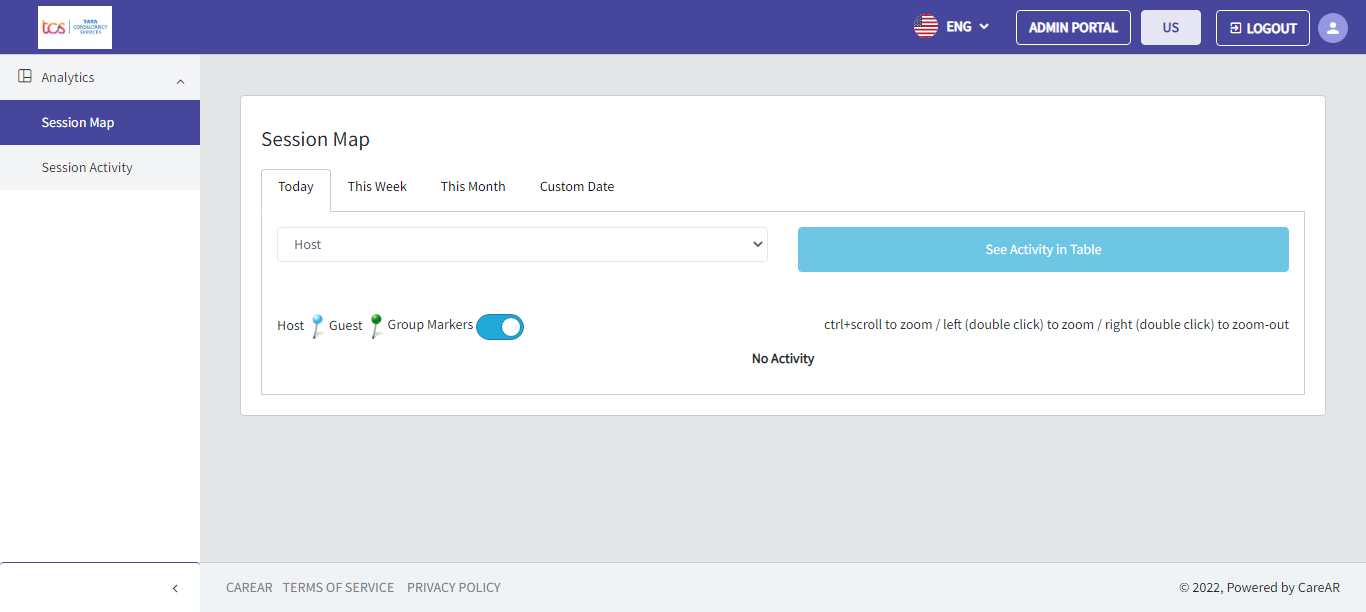 tcs TATA
CONSULTANCY
SERVICES
ENG
ADMIN PORTAL
US
LOGOUT
Analytics
Session Map
Session Activity
Session Map
Today This Week This Month Custom Date
Host
See Activity in Table
Host Guest Group Markers
ctrl+scroll to zoom / left (double click) to zoom / right (double click) to zoom-out
No Activity
CAREAR TERMS OF SERVICE PRIVACY POLICY
© 2022, Powered by CareAR